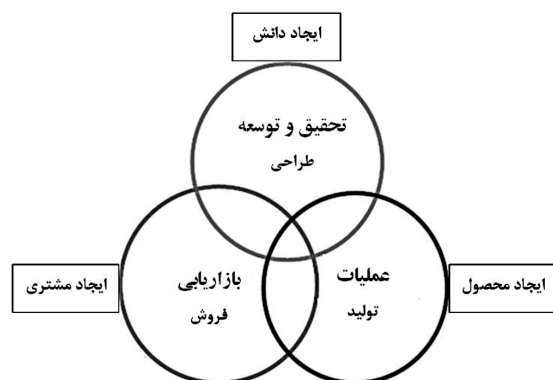 ایجاد دانش
تحقیق و توسعه
طراحی
عملیات
تولید
ایجاد محصول
بازاریابی
فروش
ایجاد مشتری